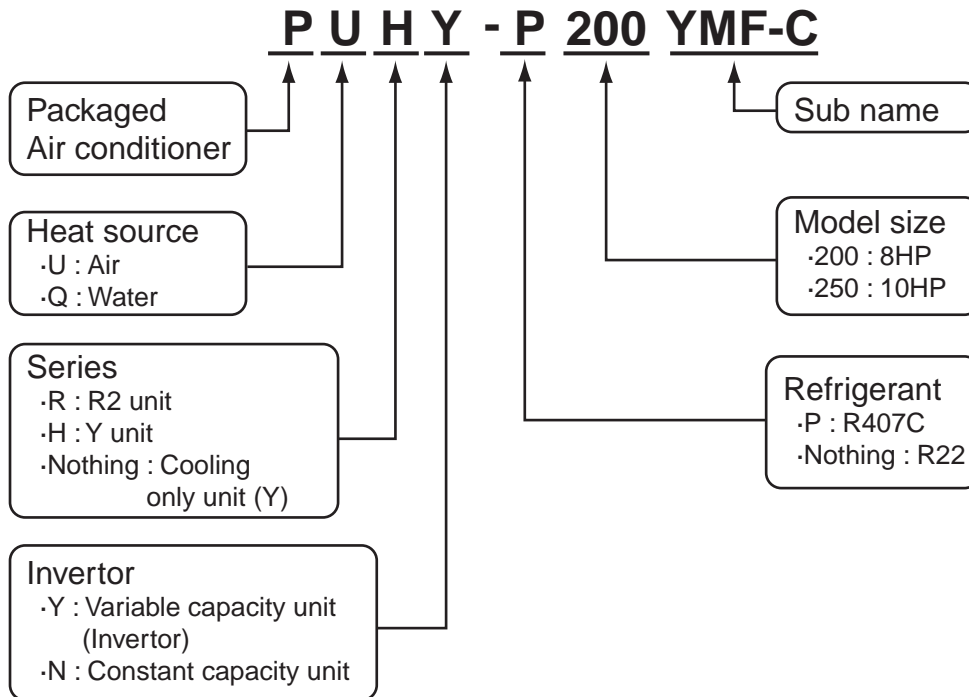 PUHY - P 200 YMF-C
Packaged
Air conditioner
Heat source
·U : Air
·Q : Water
Series
·R : R2 unit
·H : Y unit
·Nothing : Cooling
only unit (Y)
Invertor
·Y : Variable capacity unit
(Invertor)
·N : Constant capacity unit
Sub name
Model size
·200 : 8HP
·250 : 10HP
Refrigerant
·P : R407C
·Nothing : R22